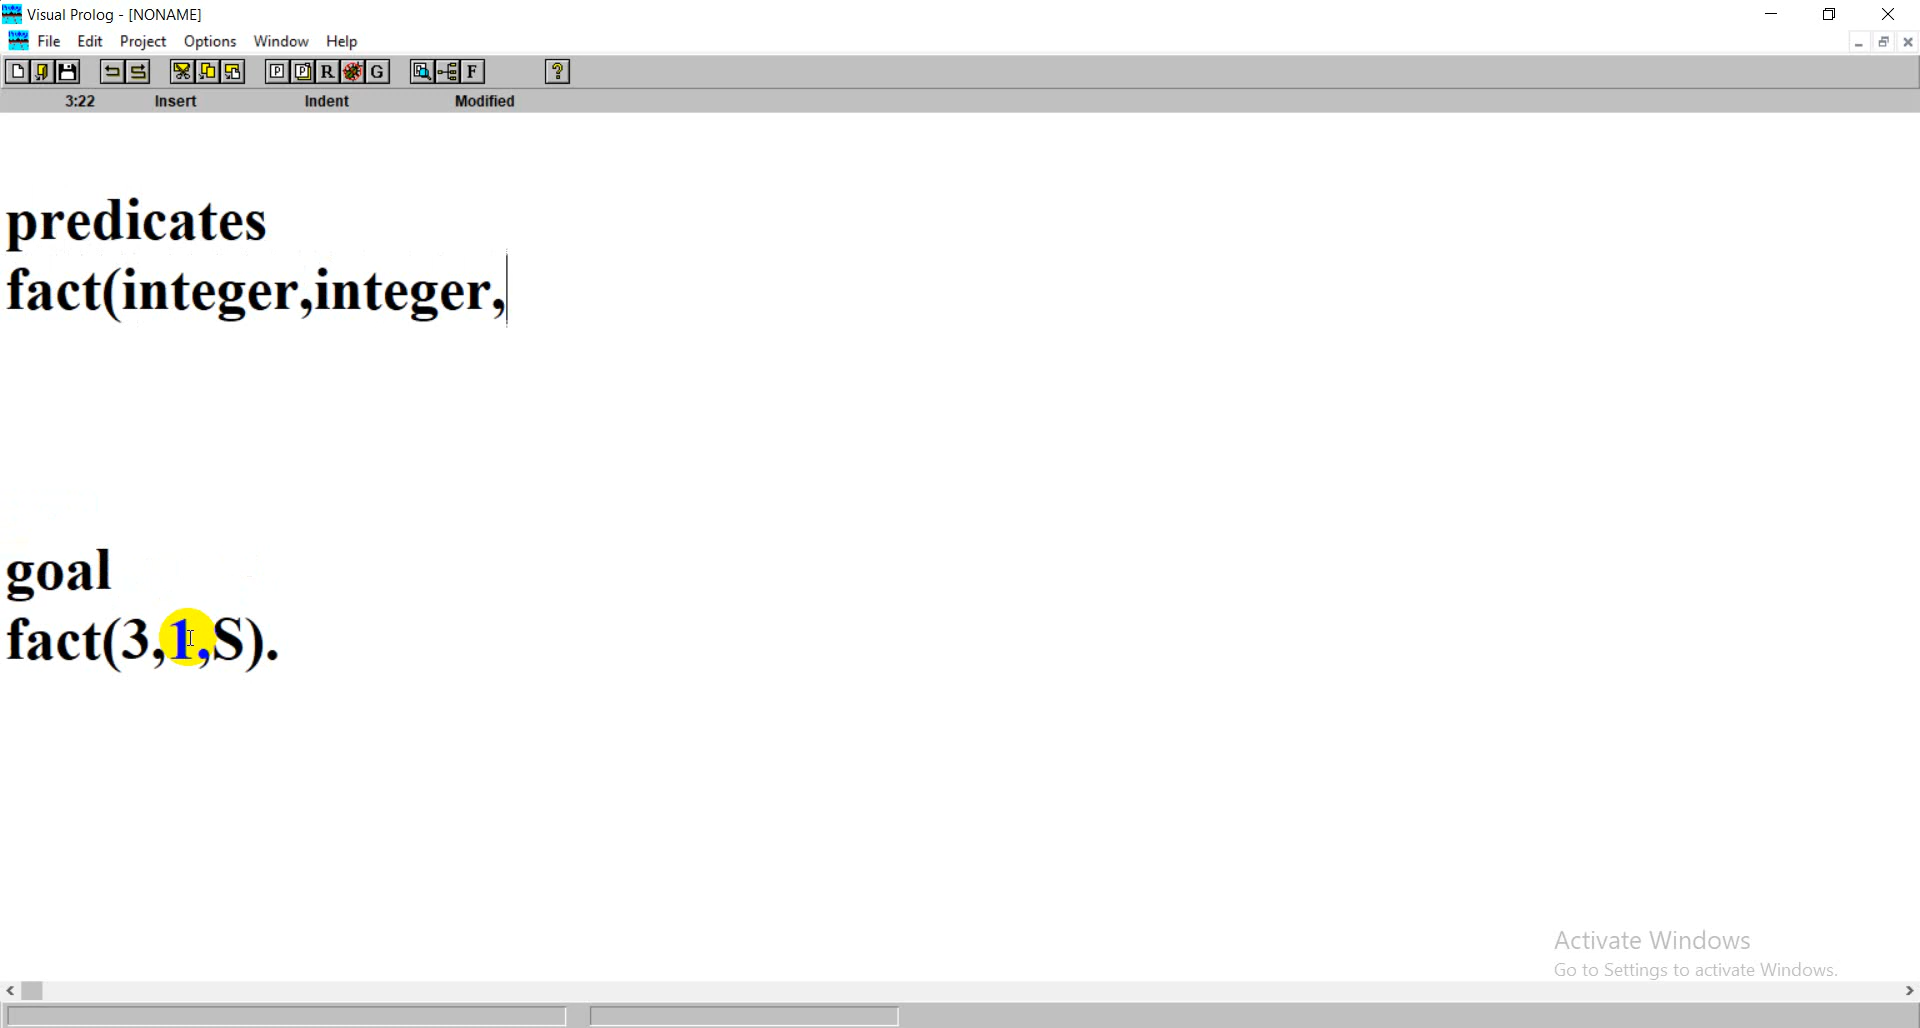 Visual Prolog - [NONAME]
File Edit Project Options Window Help
R G F ?
3:22 Insert Indent Modified
predicates
fact(integer,integer,
goal
fact(3,1,S).
Activate Windows
Go to Settings to activate Windows.